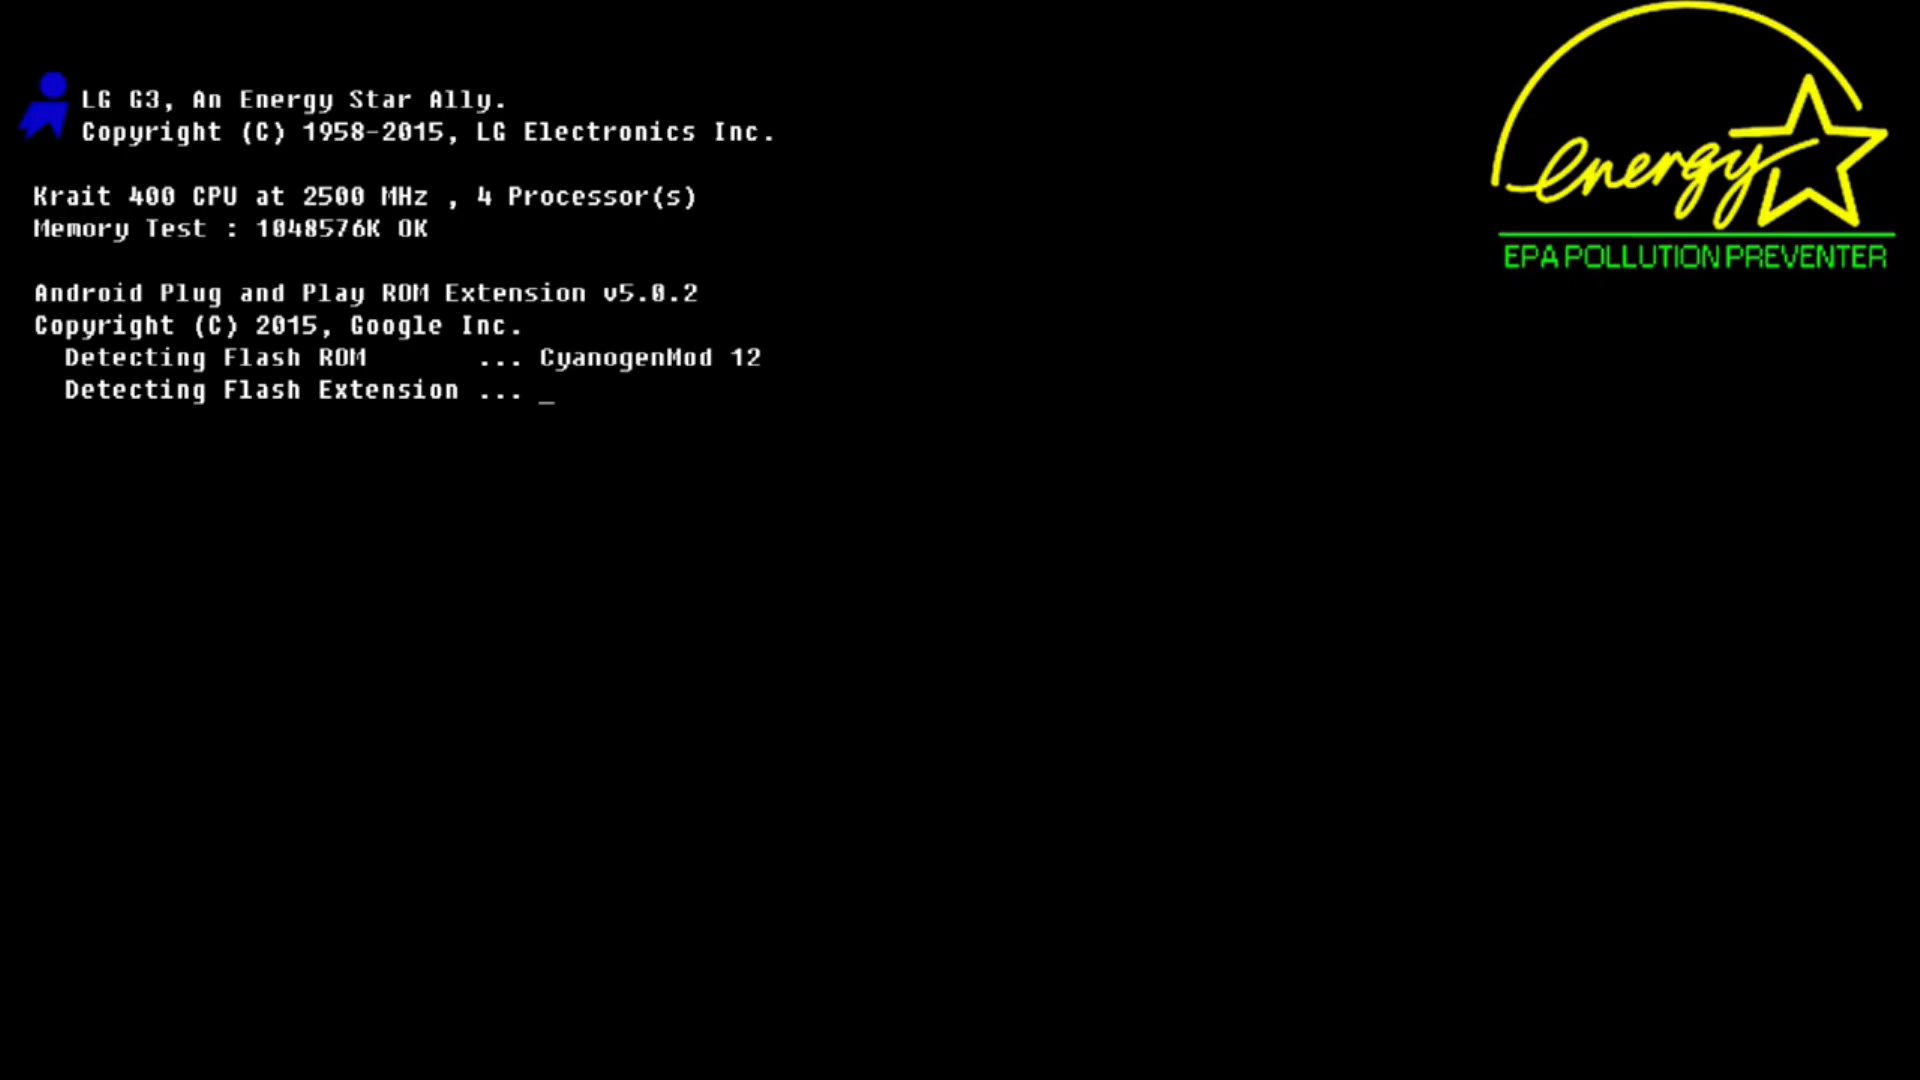 LG G3, An Energy Star Ally.
Copyright (C) 1958-2015, LG Electronics Inc.
Krait 400 CPU at 2500 MHz , 4 Processor(s)
Memory Test : 1048576K OK
Android Plug and Play ROM Extension v5.0.2
Copyright (C) 2015, Google Inc.
Detecting Flash ROM ... CyanogenMod 12
Detecting Flash Extension ... _
energy
EPA POLLUTION PREVENTER